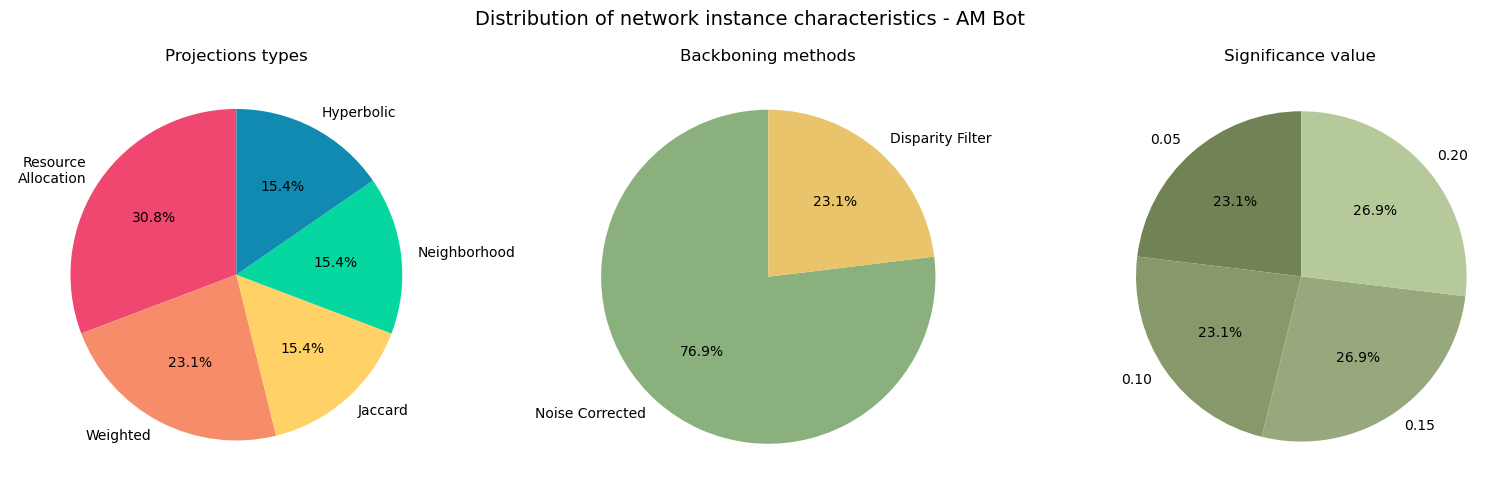 Distribution of network instance characteristics - AM Bot
Projections types
Hyperbolic
Resource
Allocation
15.4%
30.8%
Neighborhood
15.4%
15.4%
23.1%
Jaccard
Weighted
Backboning methods
Disparity Filter
23.1%
76.9%
Noise Corrected
Significance value
0.05
0.20
23.1%
26.9%
23.1%
26.9%
0.10
0.15